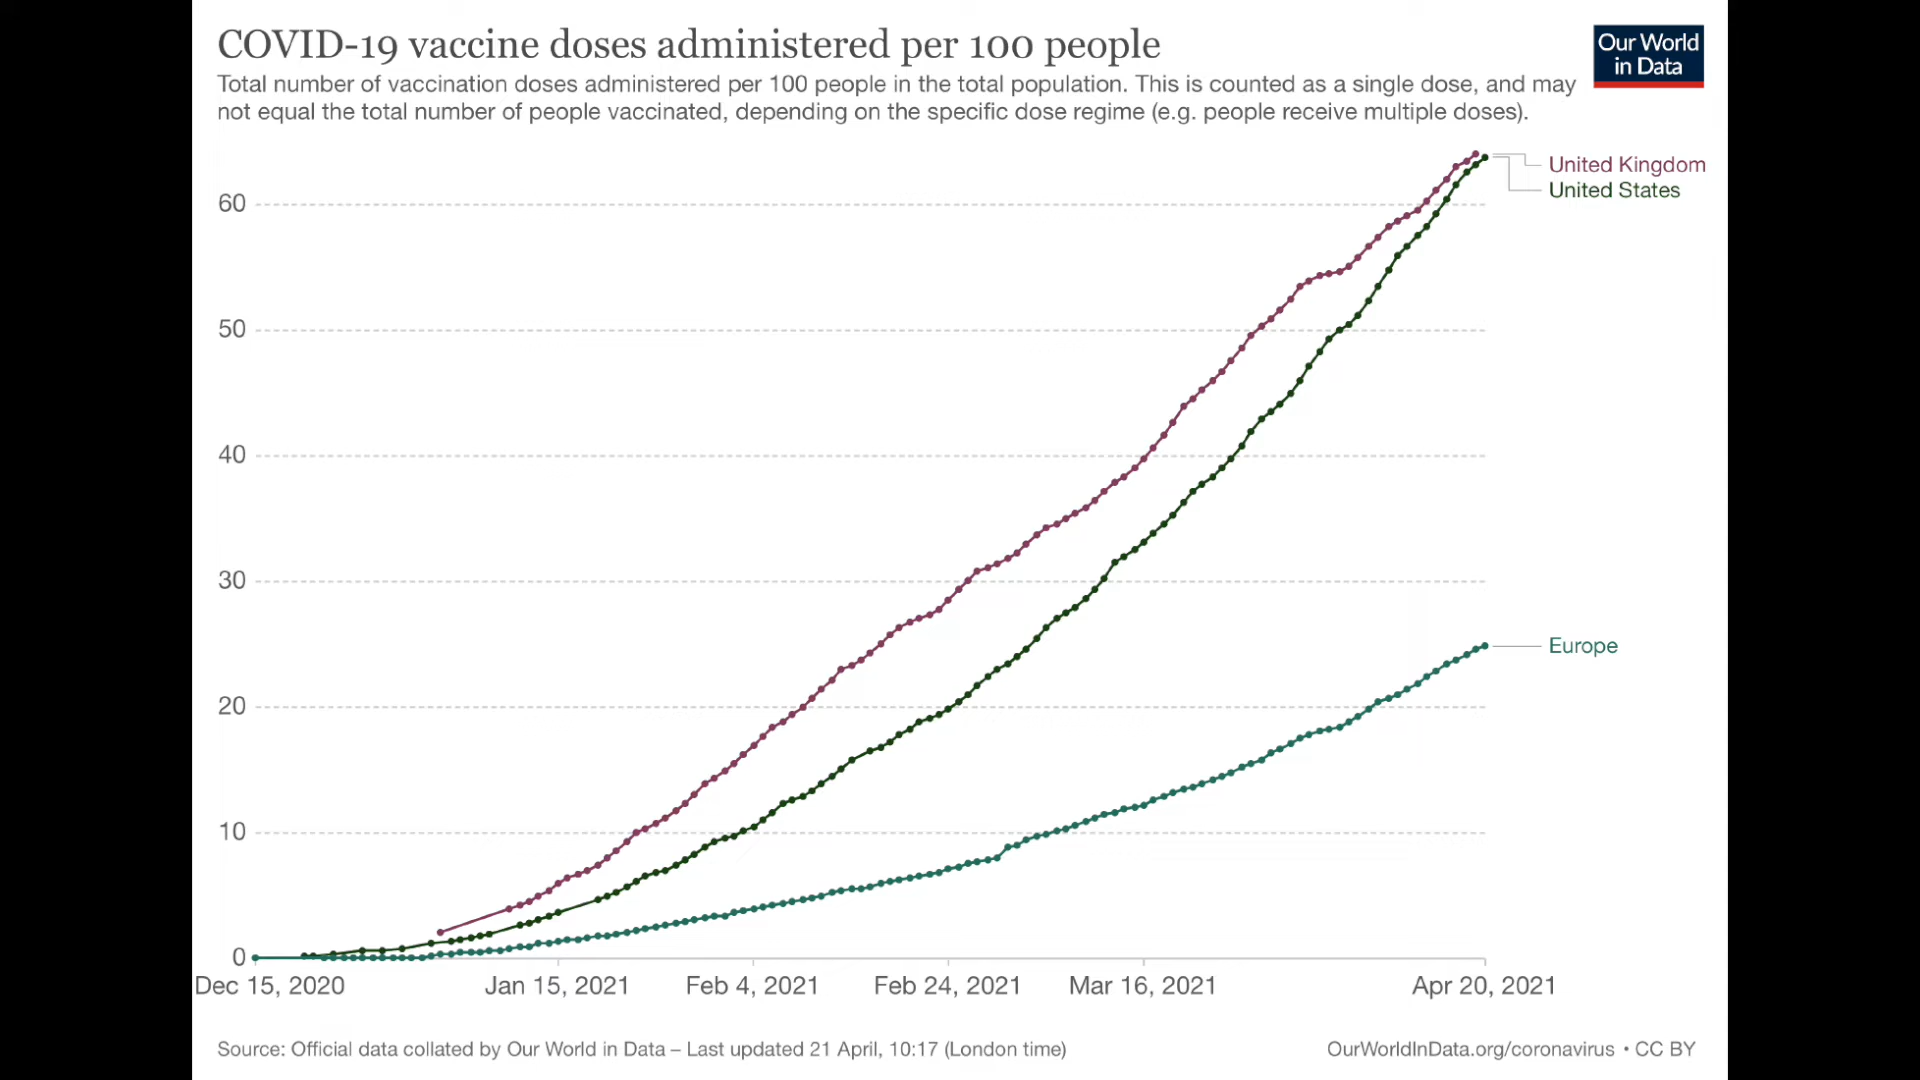 COVID-19 vaccine doses administered per 100 people
Our World
in Data
Total number of vaccination doses administered per 100 people in the total population. This is counted as a single dose, and may
not equal the total number of people vaccinated, depending on the specific dose regime (e.g. people receive multiple doses).
United Kingdom
United States
60
50
40
30
Europe
20
10
0
Dec 15, 2020
Jan 15, 2021
Feb 4, 2021
Feb 24, 2021
Mar 16, 2021
Apr 20, 2021
Source: Official data collated by Our World in Data – Last updated 21 April, 10:17 (London time)
OurWorldInData.org/coronavirus • CC BY